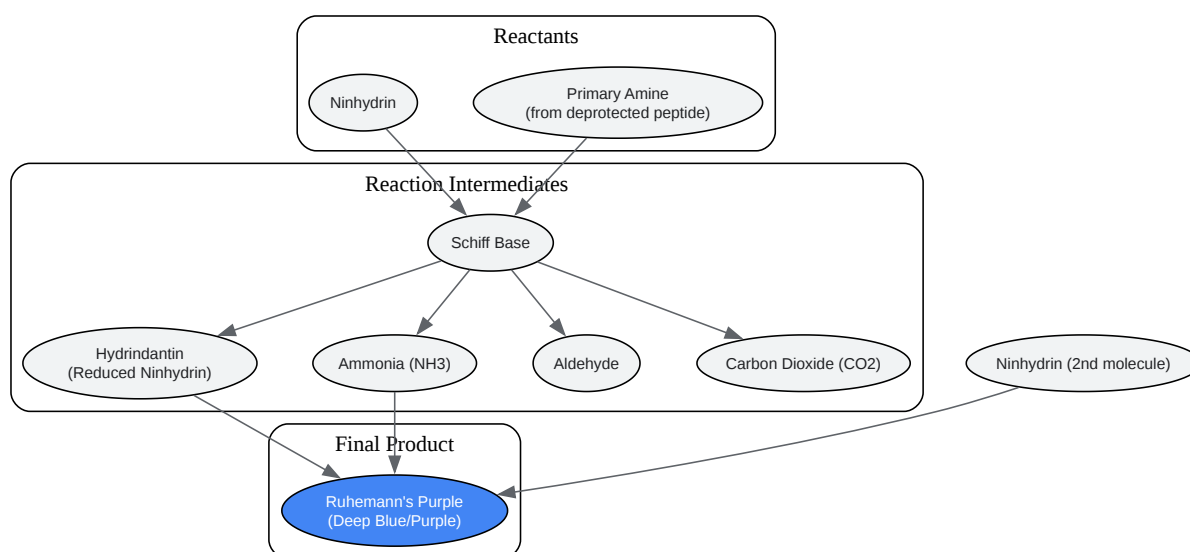 Reactants
Ninhydrin
Primary Amine
(from deprotected peptide)
Reaction Intermediates
Schiff Base
Hydrindantin
(Reduced Ninhydrin)
Ammonia (NH3)
Aldehyde
Carbon Dioxide (CO2)
Ninhydrin (2nd molecule)
Final Product
Ruhemann's Purple
(Deep Blue/Purple)